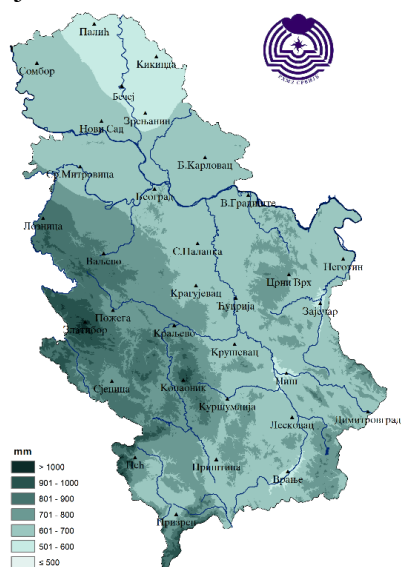 Палић
Кикинда
Сомбор
Бечеј
Зрењанин
Нови Сад
Б.Карловац
Ср.Митровица
Београд
В.Градиште
Лозница
С.Паланка
Ваљево
Неготин
Црни Врх
Крагујевац
Ћуприја
Зајечар
Пожега
Златибор
Краљево
Крушевац
Ниш
Сјеница
Копаоник
Куршумлија
Димитровград
Лесковац
Пећ
Приштина
Врање
Призрен
mm
> 1000
901 - 1000
801 - 900
701 - 800
601 - 700
501 - 600
≤ 500